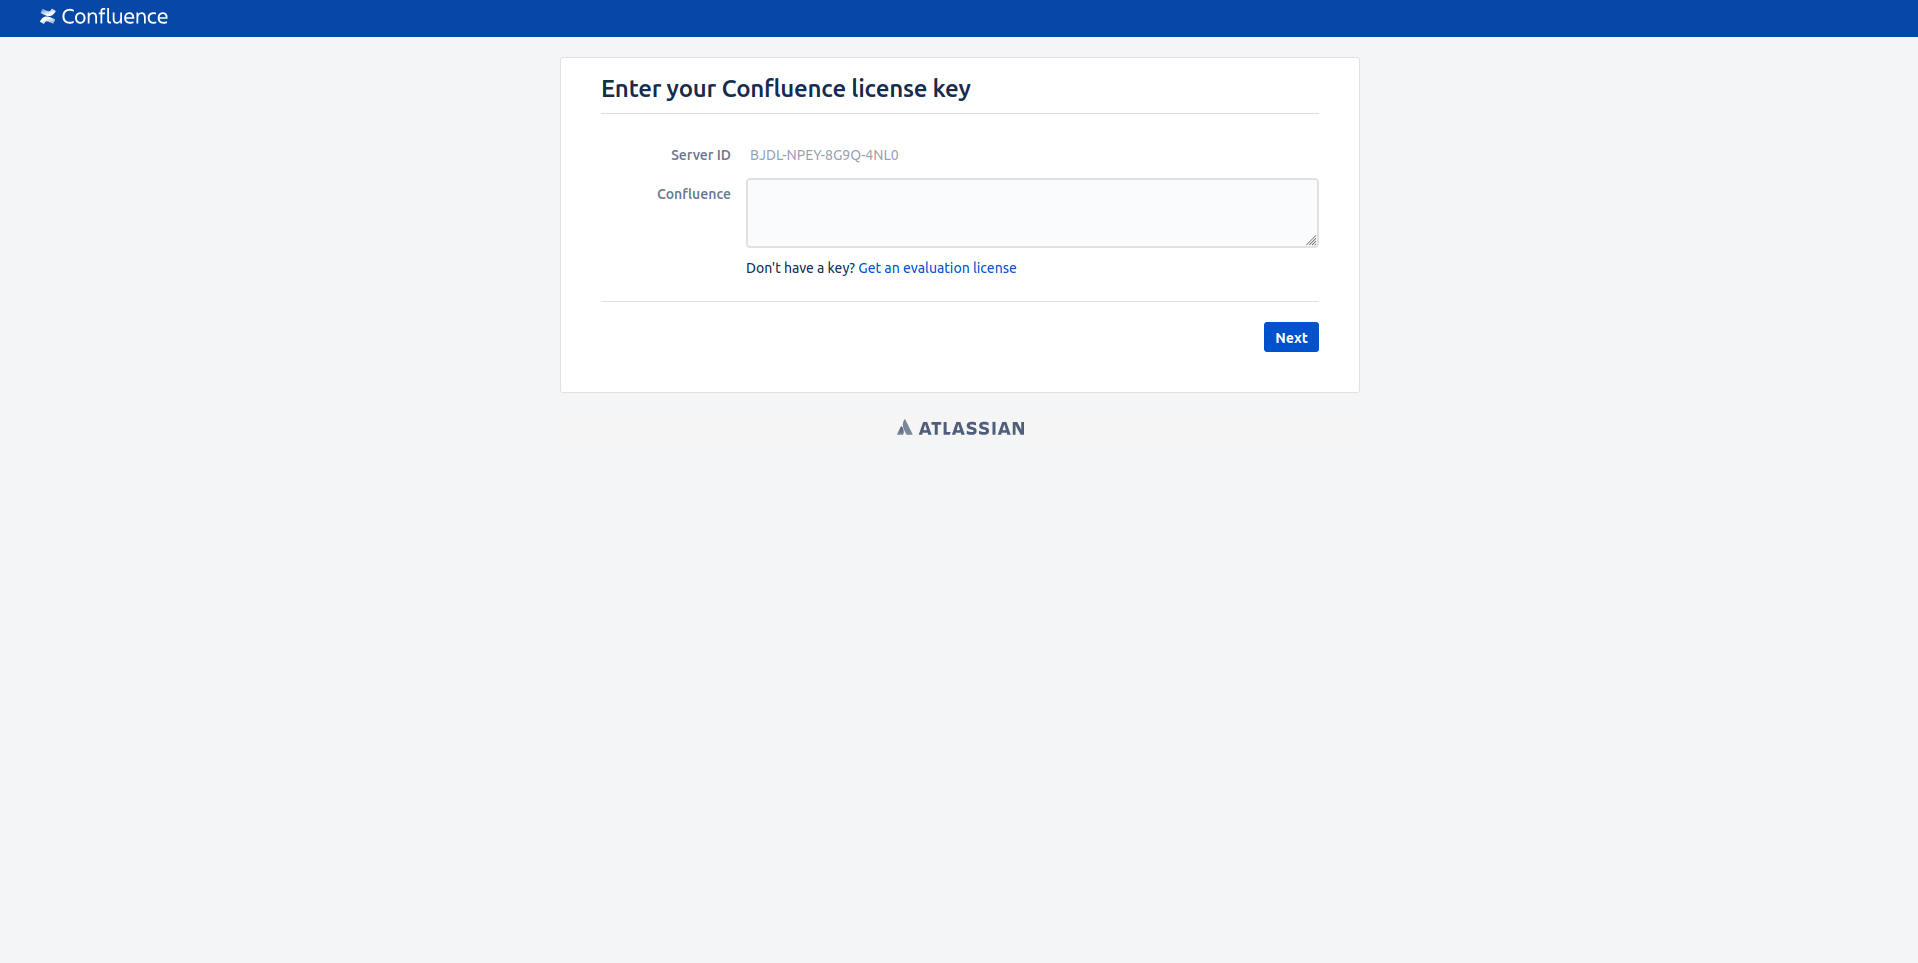 Confluence
Enter your Confluence license key
Server ID BJDL-NPEY-8G9Q-4NL0
Confluence
Don't have a key? Get an evaluation license
Next
ATLASSIAN